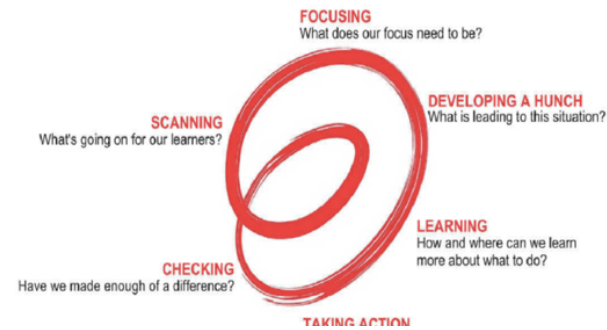 FOCUSING
What does our focus need to be?
DEVELOPING A HUNCH
What is leading to this situation?
SCANNING
What's going on for our learners?
LEARNING
How and where can we learn
more about what to do?
CHECKING
Have we made enough of a difference?
TAKING ACTION